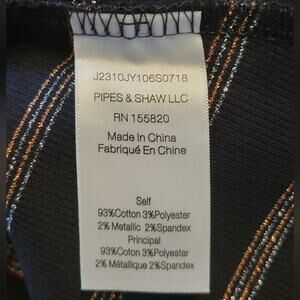 J2310JY106S0718
PIPES & SHAW LLC
RN 155820
Made In China
Fabriqué En Chine
Self
93%Cotton 3%Polyester
2% Metallic 2%Spandex
Principal
93%Coton 3%Polyester
2% Métallique 2%Spandex